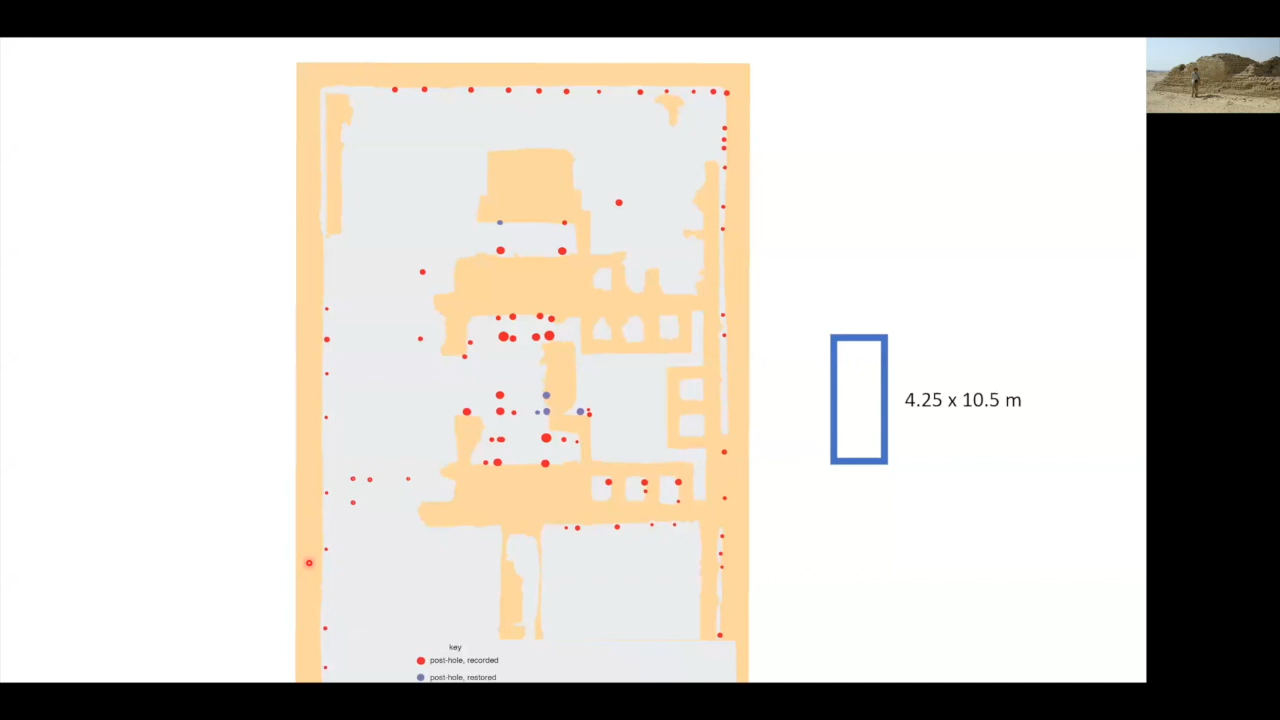 4.25 x 10.5 m
key
post-hole, recorded
post-hole, restored